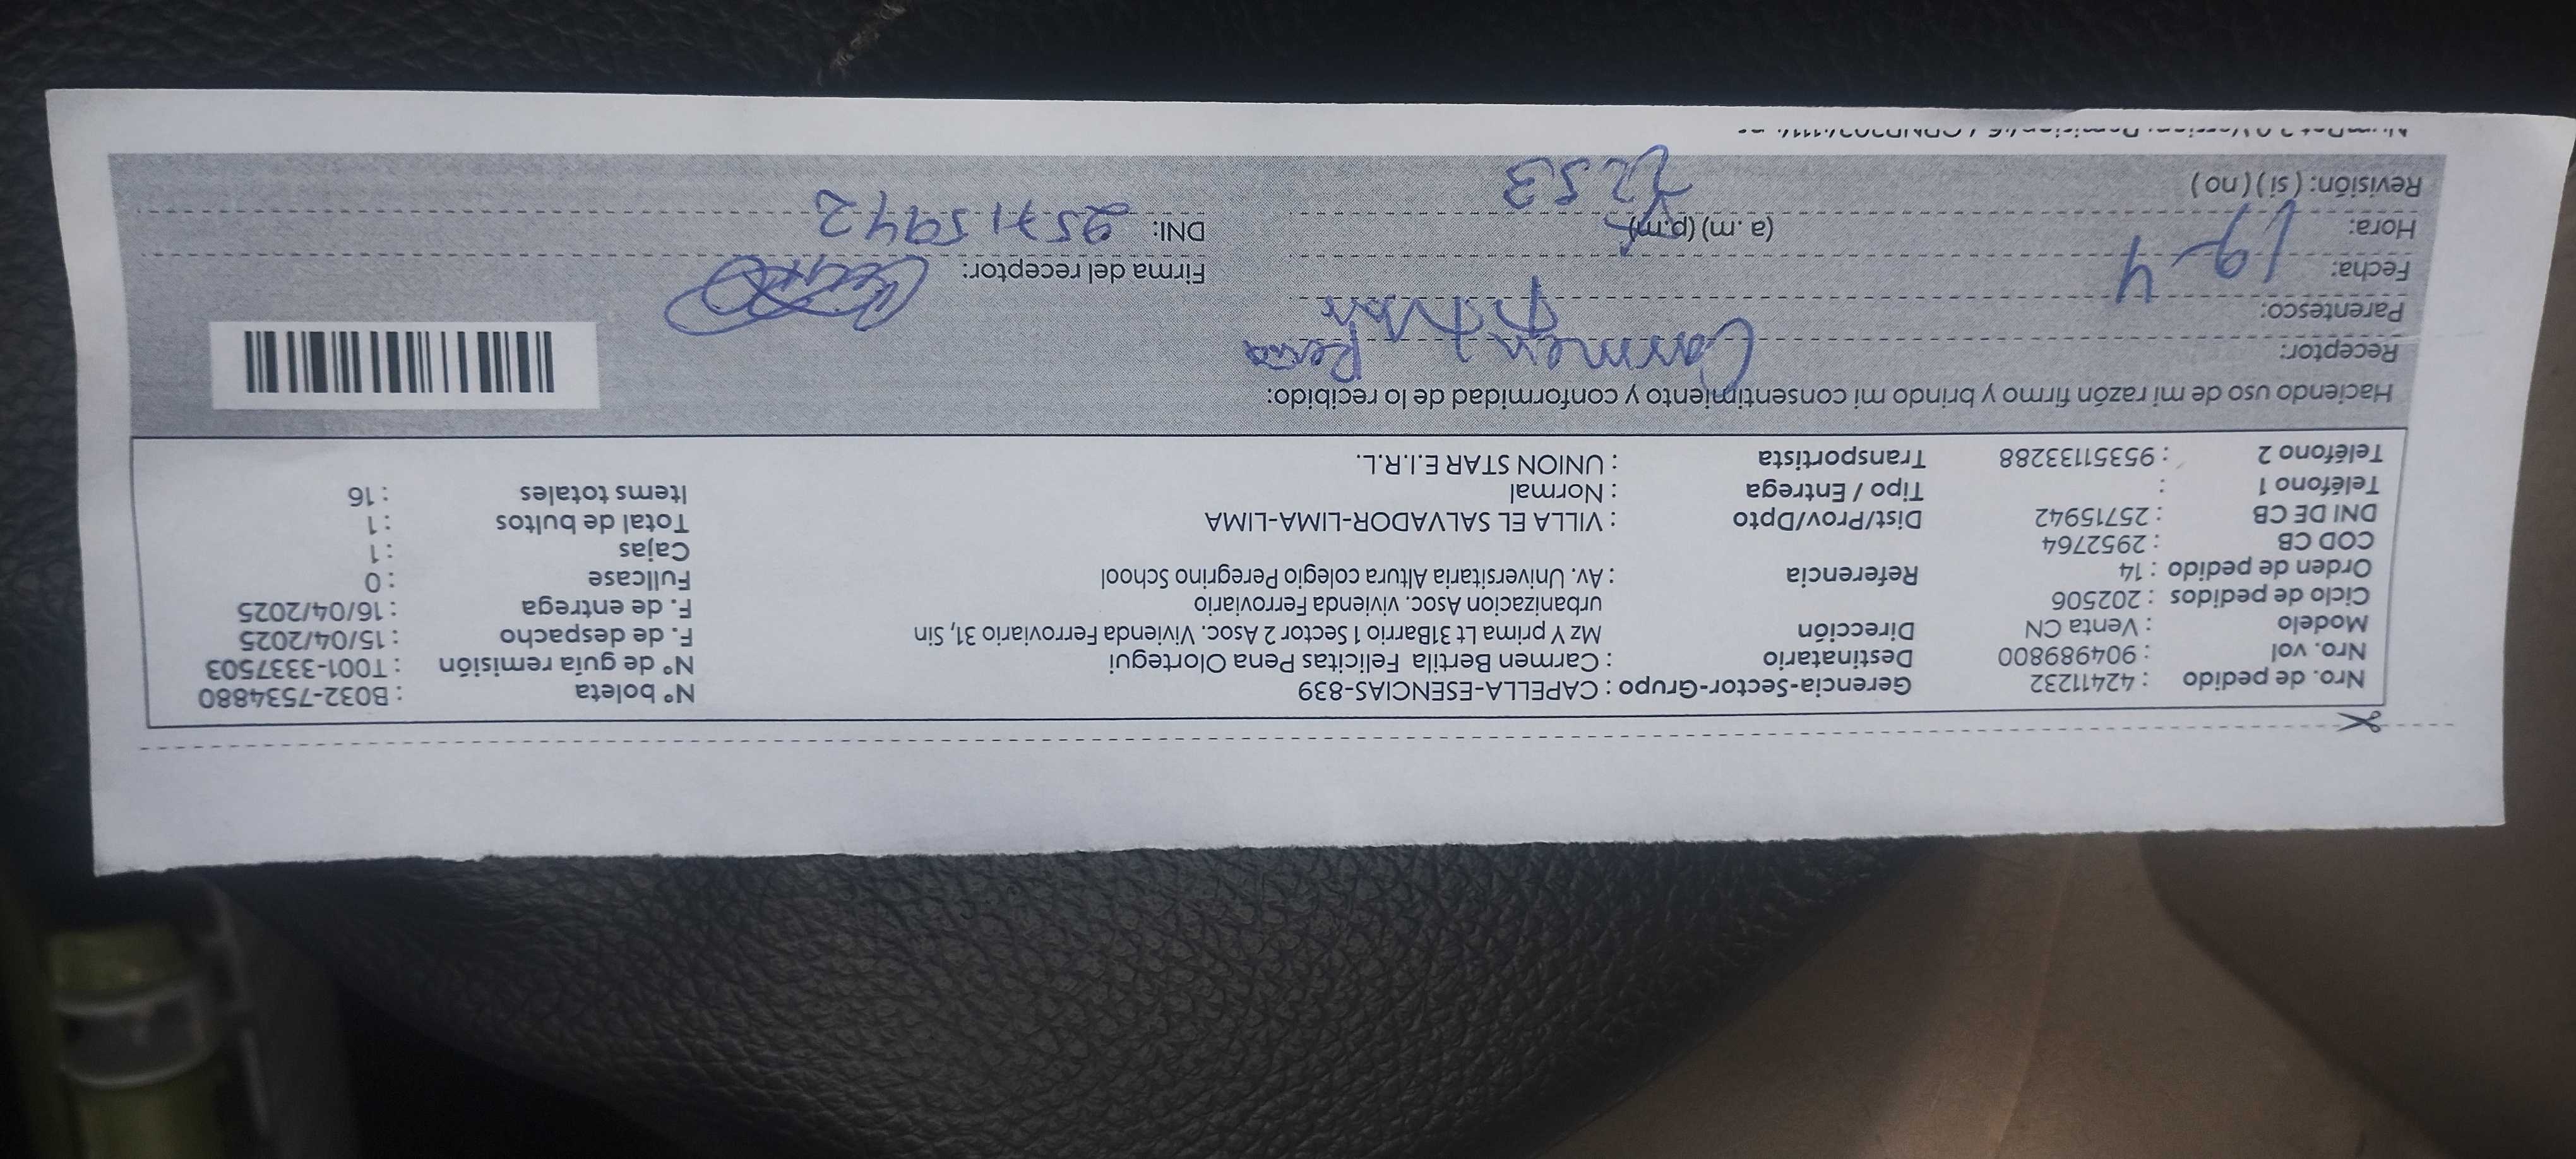 Nro. de pedido : 42411232 Gerencia-Sector-Grupo : CAPELLA-ESENCIAS-839 N° boleta : B032-7534880
Nro. vol : 904989800 Destinatario : Carmen Bertila Felicitas Pena Olortegui N° de guía remisión : T001-3337503
Modelo : Venta CN Dirección Mz Y prima Lt 31Barrio 1 Sector 2 Asoc. Vivienda Ferroviario 31, Sin F. de despacho : 15/04/2025
Ciclo de pedidos : 202506 urbanizacion Asoc. vivienda Ferroviario F. de entrega : 16/04/2025
Orden de pedido : 14 Referencia : Av. Universitaria Altura colegio Peregrino School Fullcase : 0
COD CB : 2952764 Cajas : 1
DNI DE CB : 25715942 Dist/Prov/Dpto : VILLA EL SALVADOR-LIMA-LIMA Total de bultos : 1
Teléfono 1 : Tipo / Entrega : Normal Items totales : 16
Teléfono 2 : 95351133288 Transportista : UNION STAR E.I.R.L.
Haciendo uso de mi razón firmo y brindo mi consentimiento y conformidad de lo recibido:
Receptor: Carmen Pena
Parentesco:
Fecha: 19-4 Firma del receptor:
Hora: (a.m) (p.m) DNI: 25715942
Revisión: (si) (no)